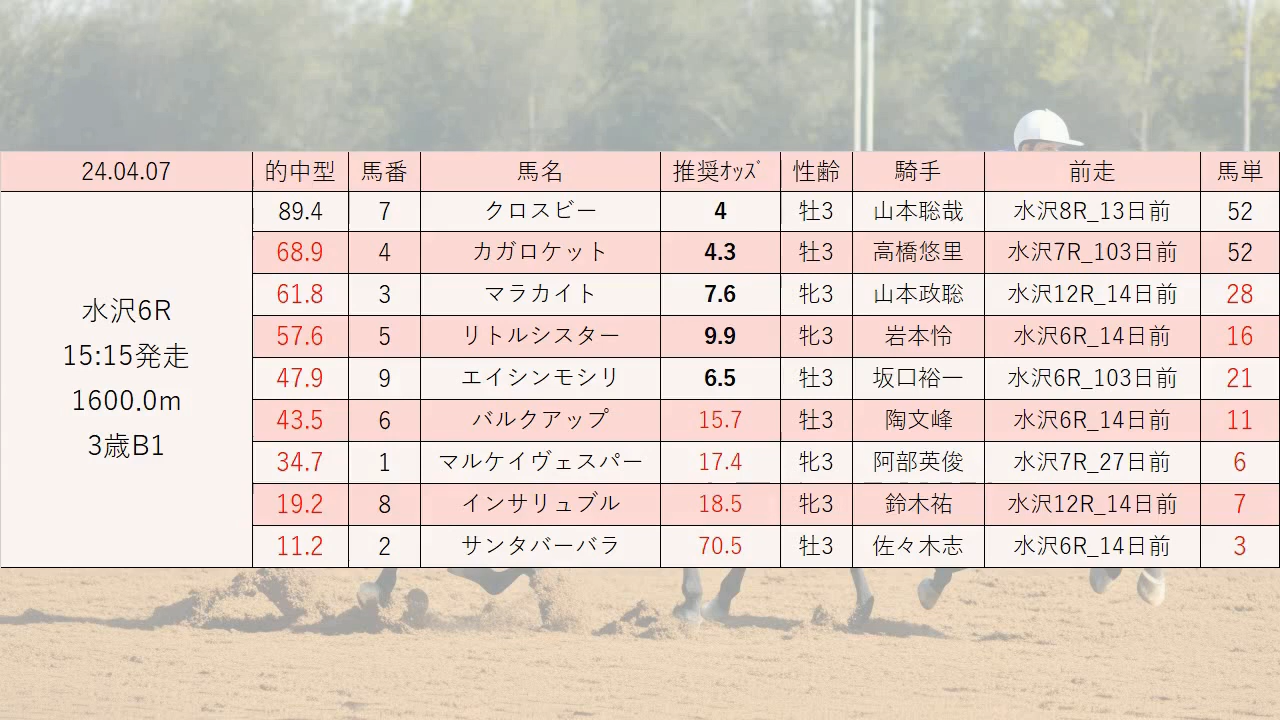 24.04.07 的中型 馬番 馬名 推奨ｵｯｽﾞ 性齢 騎手 前走 馬単
水沢6R
15:15発走
1600.0m
3歳B1
89.4 7 クロスビー 4 牡3 山本聡哉 水沢8R_13日前 52
68.9 4 カガロケット 4.3 牡3 高橋悠里 水沢7R_103日前 52
61.8 3 マラカイト 7.6 牝3 山本政聡 水沢12R_14日前 28
57.6 5 リトルシスター 9.9 牝3 岩本怜 水沢6R_14日前 16
47.9 9 エイシンモシリ 6.5 牡3 坂口裕一 水沢6R_103日前 21
43.5 6 バルクアップ 15.7 牡3 陶文峰 水沢6R_14日前 11
34.7 1 マルケイヴェスパー 17.4 牝3 阿部英俊 水沢7R_27日前 6
19.2 8 インサリュブル 18.5 牝3 鈴木祐 水沢12R_14日前 7
11.2 2 サンタバーバラ 70.5 牡3 佐々木志 水沢6R_14日前 3